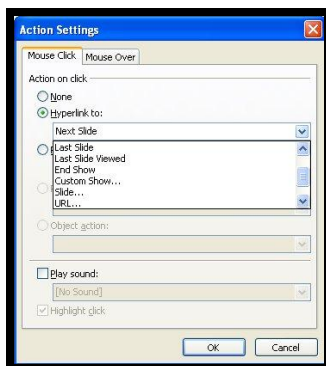 Action Settings
Mouse Click Mouse Over
Action on click
None
Hyperlink to:
Next Slide
Last Slide
Last Slide Viewed
End Show
Custom Show...
Slide...
URL...
Object action:
Play sound:
[No Sound]
Highlight click
OK Cancel